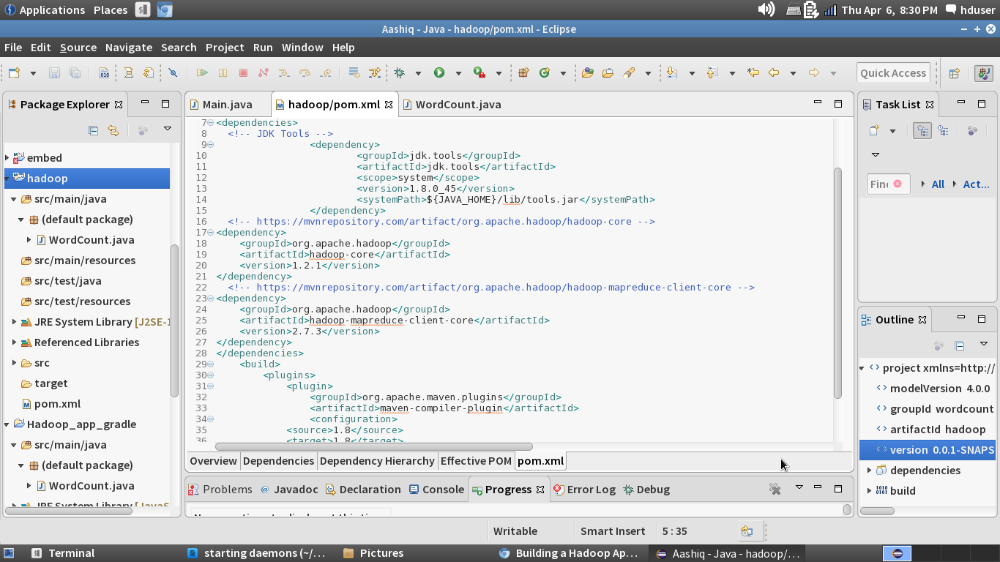 Applications Places Thu Apr 6, 8:30 PM hduser
Aashiq - Java - hadoop/pom.xml - Eclipse
File Edit Source Navigate Search Project Run Window Help
Quick Access
Package Explorer
embed
hadoop
src/main/java
(default package)
WordCount.java
src/main/resources
src/test/java
src/test/resources
JRE System Library [J2SE-1
Referenced Libraries
src
target
pom.xml
Hadoop_app_gradle
src/main/java
(default package)
WordCount.java
JRE System Library [JavaS
Main.java hadoop/pom.xml WordCount.java
7 <dependencies>
8 <!-- JDK Tools -->
9 <dependency>
10 <groupId>jdk.tools</groupId>
11 <artifactId>jdk.tools</artifactId>
12 <scope>system</scope>
13 <version>1.8.0_45</version>
14 <systemPath>${JAVA_HOME}/lib/tools.jar</systemPath>
15 </dependency>
16 <!-- https://mvnrepository.com/artifact/org.apache.hadoop/hadoop-core -->
17 <dependency>
18 <groupId>org.apache.hadoop</groupId>
19 <artifactId>hadoop-core</artifactId>
20 <version>1.2.1</version>
21 </dependency>
22 <!-- https://mvnrepository.com/artifact/org.apache.hadoop/hadoop-mapreduce-client-core -->
23 <dependency>
24 <groupId>org.apache.hadoop</groupId>
25 <artifactId>hadoop-mapreduce-client-core</artifactId>
26 <version>2.7.3</version>
27 </dependency>
28 </dependencies>
29 <build>
30 <plugins>
31 <plugin>
32 <groupId>org.apache.maven.plugins</groupId>
33 <artifactId>maven-compiler-plugin</artifactId>
34 <configuration>
35 <source>1.8</source>
36 <target>1.8</target>
Overview Dependencies Dependency Hierarchy Effective POM pom.xml
Problems Javadoc Declaration Console Progress Error Log Debug
Task List
Find All Act...
Outline
project xmlns=http://
modelVersion 4.0.0
groupId wordcount
artifactId hadoop
version 0.0.1-SNAPS
dependencies
build
Writable Smart Insert 5 : 35
Terminal starting daemons (~/... Pictures Building a Hadoop Ap... Aashiq - Java - hadoop/...